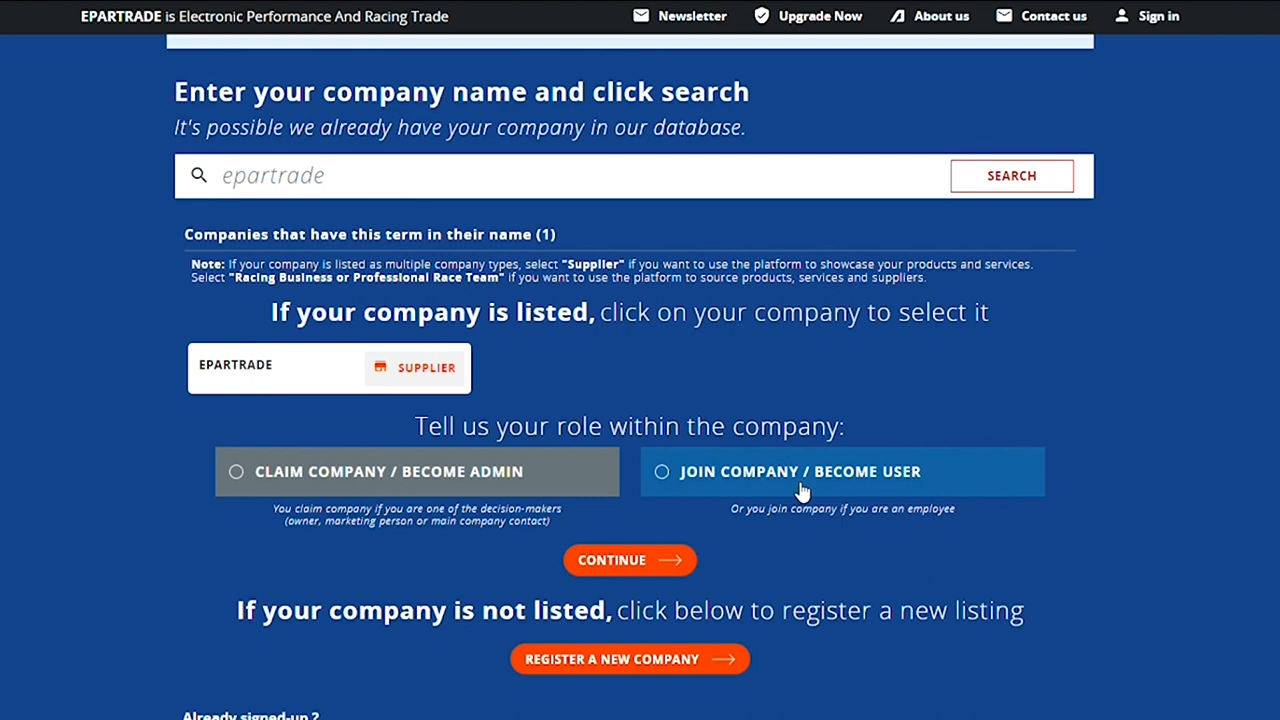 EPARTRADE is Electronic Performance And Racing Trade
Newsletter
Upgrade Now
About us
Contact us
Sign in
Enter your company name and click search
It's possible we already have your company in our database.
epartrade
SEARCH
Companies that have this term in their name (1)
Note: If your company is listed as multiple company types, select "Supplier" if you want to use the platform to showcase your products and services.
Select "Racing Business or Professional Race Team" if you want to use the platform to source products, services and suppliers.
If your company is listed, click on your company to select it
EPARTRADE
SUPPLIER
Tell us your role within the company:
CLAIM COMPANY / BECOME ADMIN
JOIN COMPANY / BECOME USER
You claim company if you are one of the decision-makers
(owner, marketing person or main company contact)
Or you join company if you are an employee
CONTINUE
If your company is not listed, click below to register a new listing
REGISTER A NEW COMPANY
Already signed-up ?